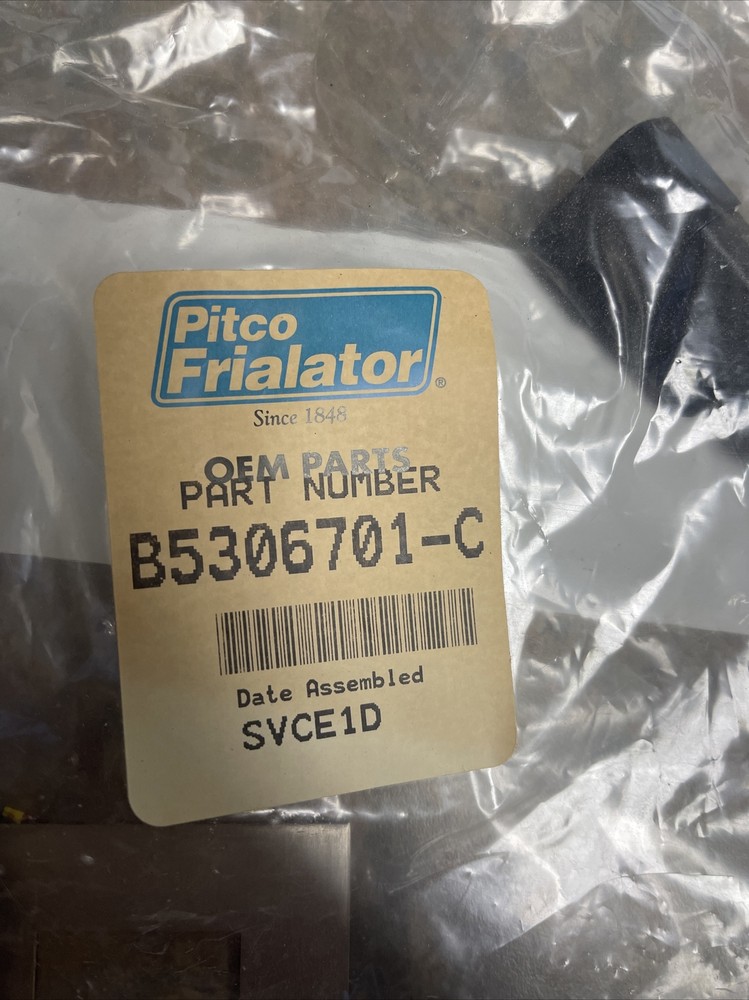 Pitco
Frialator®
Since 1848
OEM PARTS
PART NUMBER
B5306701-C
Date Assembled
SVCE1D